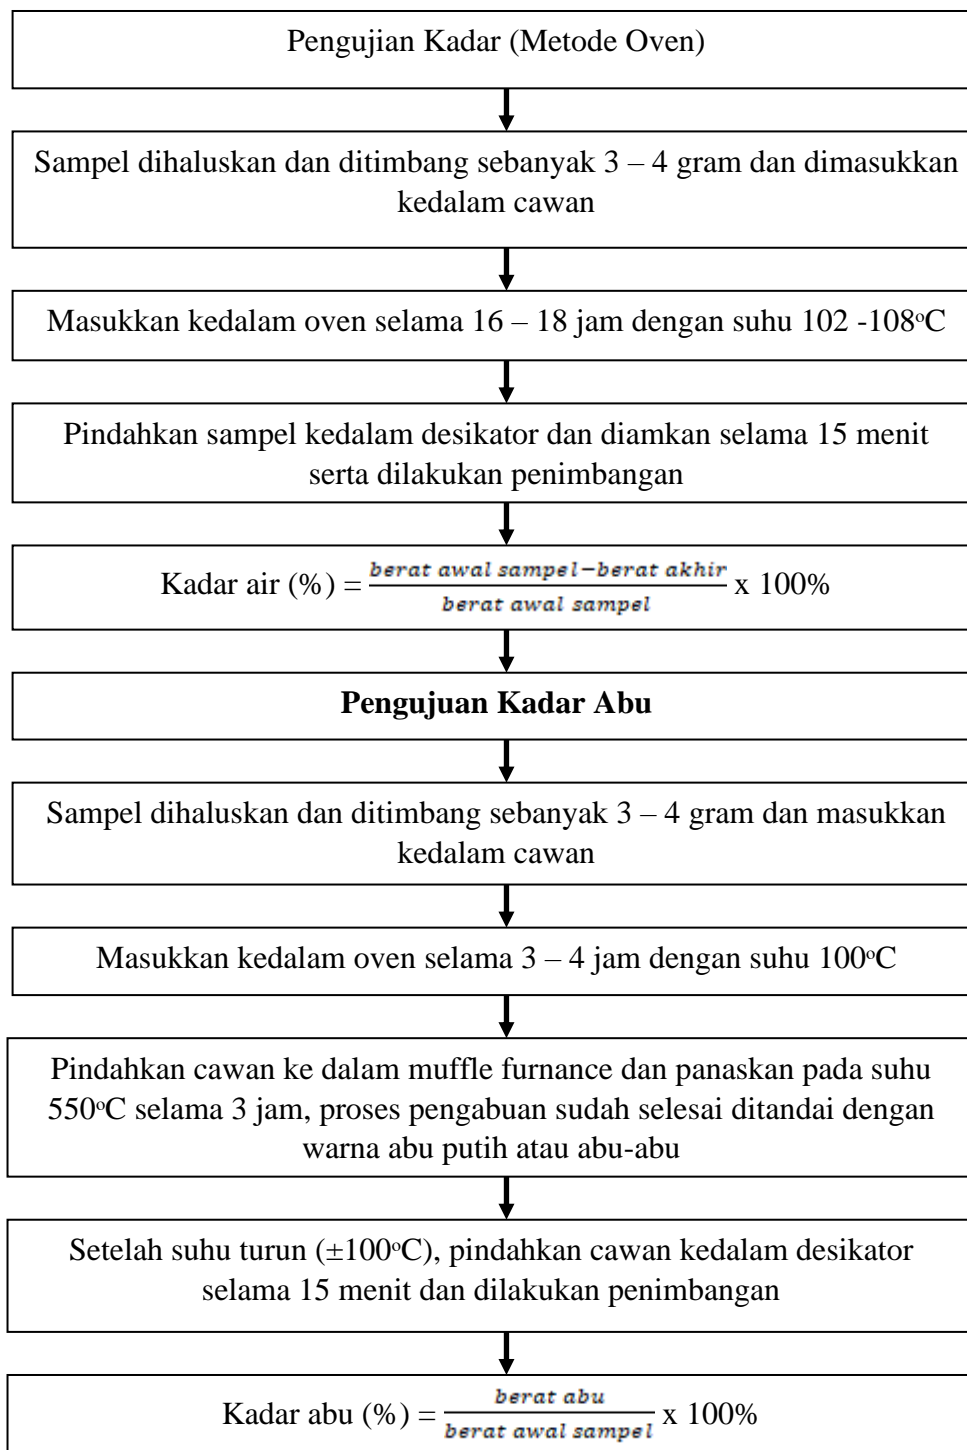 Pengujian Kadar (Metode Oven)
Sampel dihaluskan dan ditimbang sebanyak 3 – 4 gram dan dimasukkan
kedalam cawan
Masukkan kedalam oven selama 16 – 18 jam dengan suhu 102 -108°C
Pindahkan sampel kedalam desikator dan diamkan selama 15 menit
serta dilakukan penimbangan
Kadar air (%) = berat awal sampel−berat akhir / berat awal sampel x 100%
Pengujuan Kadar Abu
Sampel dihaluskan dan ditimbang sebanyak 3 – 4 gram dan masukkan
kedalam cawan
Masukkan kedalam oven selama 3 – 4 jam dengan suhu 100°C
Pindahkan cawan ke dalam muffle furnance dan panaskan pada suhu
550°C selama 3 jam, proses pengabuan sudah selesai ditandai dengan
warna abu putih atau abu-abu
Setelah suhu turun (±100°C), pindahkan cawan kedalam desikator
selama 15 menit dan dilakukan penimbangan
Kadar abu (%) = berat abu / berat awal sampel x 100%